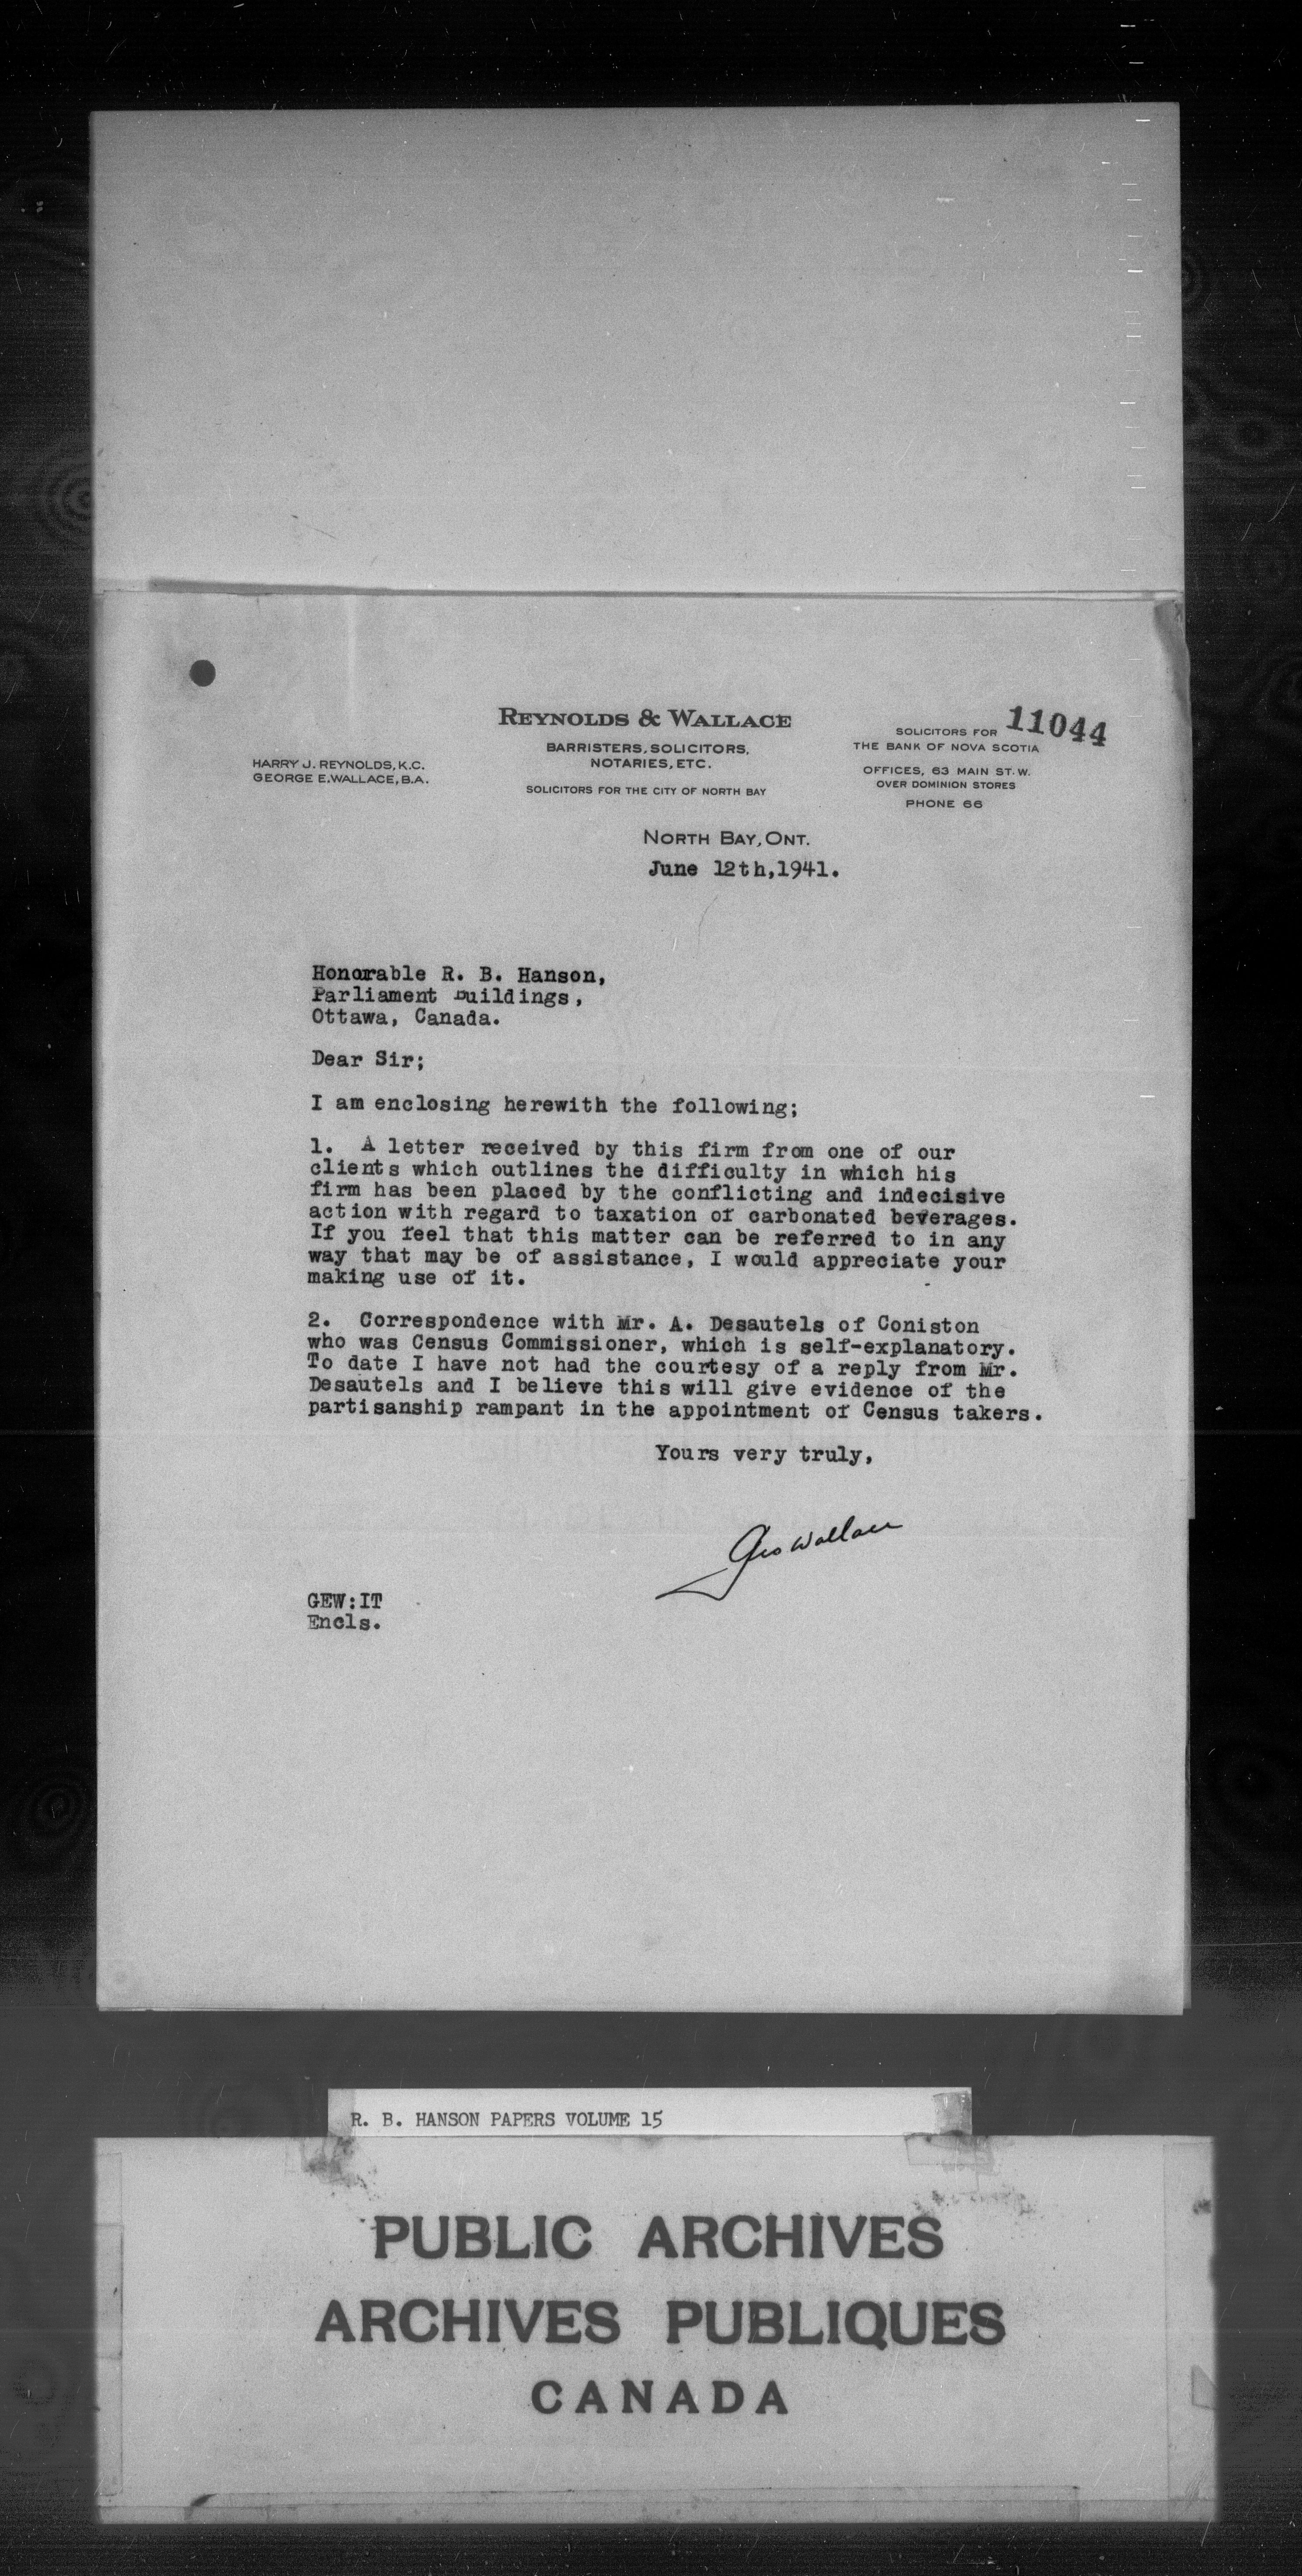 REYNOLDS & WALLACE
BARRISTERS, SOLICITORS,
NOTARIES, ETC.
SOLICITORS FOR THE CITY OF NORTH BAY
HARRY J. REYNOLDS, K.C.
GEORGE E. WALLACE, B.A.
11044
SOLICITORS FOR
THE BANK OF NOVA SCOTIA
OFFICES, 63 MAIN ST. W.
OVER DOMINION STORES
PHONE 66
NORTH BAY, ONT.
June 12th,1941.
Honorable R. B. Hanson,
Parliament Buildings,
Ottawa, Canada.
Dear Sir;
I am enclosing herewith the following;
1. A letter received by this firm from one of our
clients which outlines the difficulty in which his
firm has been placed by the conflicting and indecisive
action with regard to taxation of carbonated beverages.
If you feel that this matter can be referred to in any
way that may be of assistance, I would appreciate your
making use of it.
2. Correspondence with Mr. A. Desautels of Coniston
who was Census Commissioner, which is self-explanatory.
To date I have not had the courtesy of a reply from Mr.
Desautels and I believe this will give evidence of the
partisanship rampant in the appointment of Census takers.
Yours very truly,
Geo Wallace
GEW:IT
Encls.
R. B. HANSON PAPERS VOLUME 15
PUBLIC ARCHIVES
ARCHIVES PUBLIQUES
CANADA